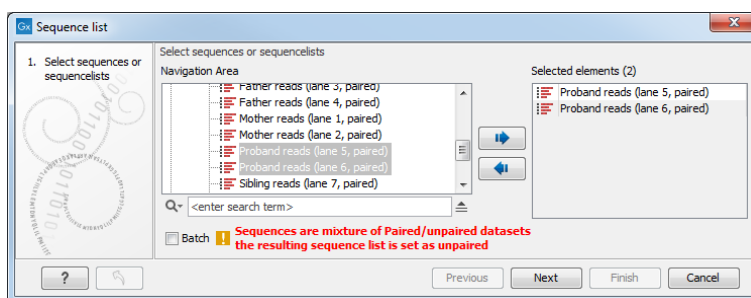 Gx Sequence list
1. Select sequences or
sequencelists
Select sequences or sequencelists
Navigation Area
Father reads (lane 3, paired)
Father reads (lane 4, paired)
Mother reads (lane 1, paired)
Mother reads (lane 2, paired)
Proband reads (lane 5, paired)
Proband reads (lane 6, paired)
Sibling reads (lane 7, paired)
<enter search term>
Batch
Sequences are mixture of Paired/unpaired datasets
the resulting sequence list is set as unpaired
Selected elements (2)
Proband reads (lane 5, paired)
Proband reads (lane 6, paired)
?
Previous
Next
Finish
Cancel